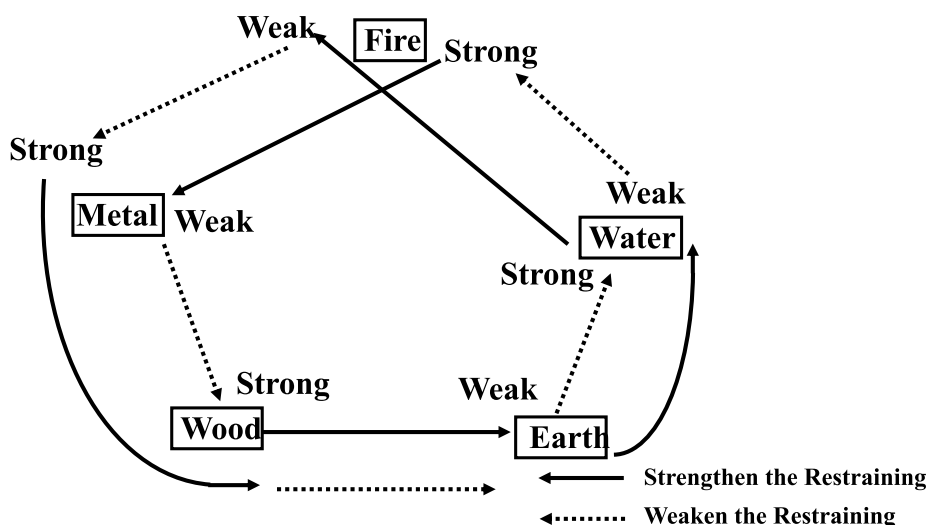 Weak
Fire
Strong
Strong
Weak
Metal
Weak
Water
Strong
Strong
Weak
Wood
Earth
Strengthen the Restraining
Weaken the Restraining